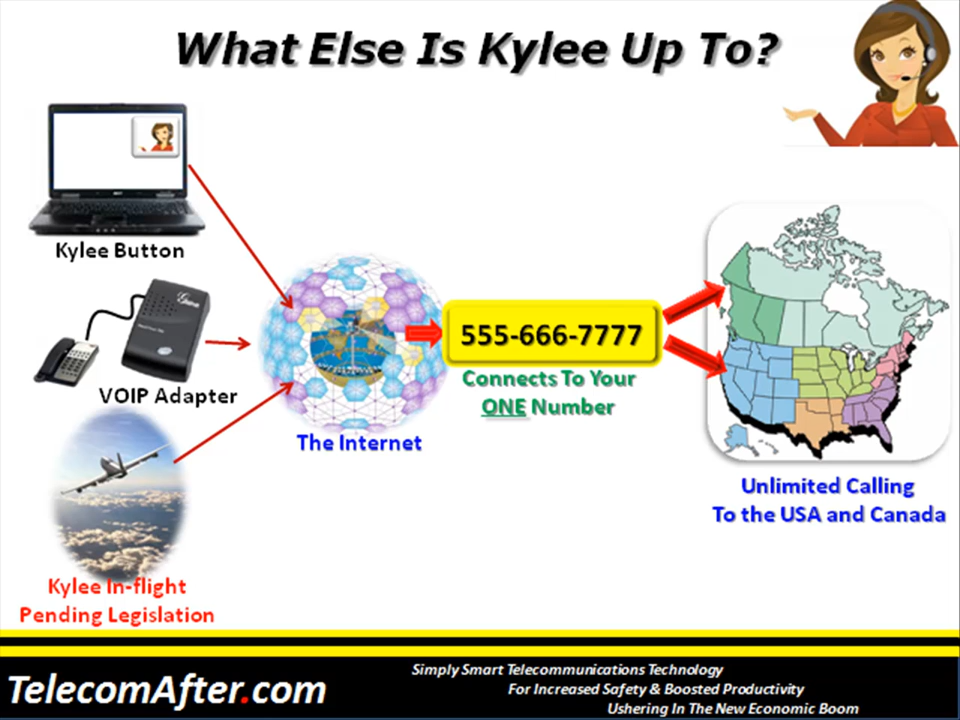 What Else Is Kylee Up To?
Kylee Button
VOIP Adapter
Kylee In-flight
Pending Legislation
The Internet
555-666-7777
Connects To Your
ONE Number
Unlimited Calling
To the USA and Canada
TelecomAfter.com
Simply Smart Telecommunications Technology
For Increased Safety & Boosted Productivity
Ushering In The New Economic Boom